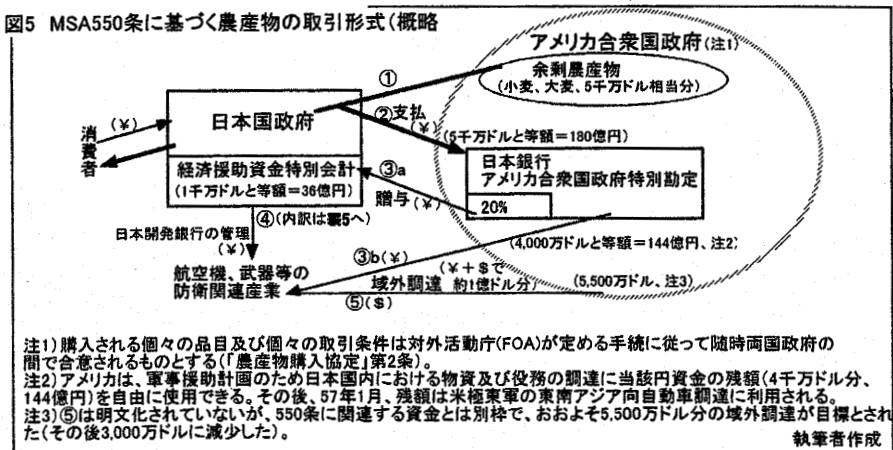 図5 MSA550条に基づく農産物の取引形式(概略
アメリカ合衆国政府(注1)
余剰農産物
(小麦、大麦、5千万ドル相当分)
①
日本国政府
②支払
(¥)
(5千万ドルと等額=180億円)
消費者
(¥)
経済援助資金特別会計
(1千万ドルと等額=36億円)
③a
贈与(¥)
日本銀行
アメリカ合衆国政府特別勘定
20%
④(内訳は表5へ)
日本開発銀行の管理
(¥)
(4,000万ドルと等額=144億円、注2)
③b(¥)
(¥+$で
域外調達 約1億ドル分)
(5,500万ドル、注3)
⑤($)
航空機、武器等の
防衛関連産業
注1)購入される個々の品目及び個々の取引条件は対外活動庁(FOA)が定める手続に従って随時両国政府の
間で合意されるものとする(「農産物購入協定」第2条)。
注2)アメリカは、軍事援助計画のため日本国内における物資及び役務の調達に当該円資金の残額(4千万ドル分、
144億円)を自由に使用できる。その後、57年1月、残額は米極東軍の東南アジア向自動車調達に利用される。
注3)⑤は明文化されていないが、550条に関連する資金とは別枠で、おおよそ5,500万ドル分の域外調達が目標とされ
た(その後3,000万ドルに減少した)。
執筆者作成